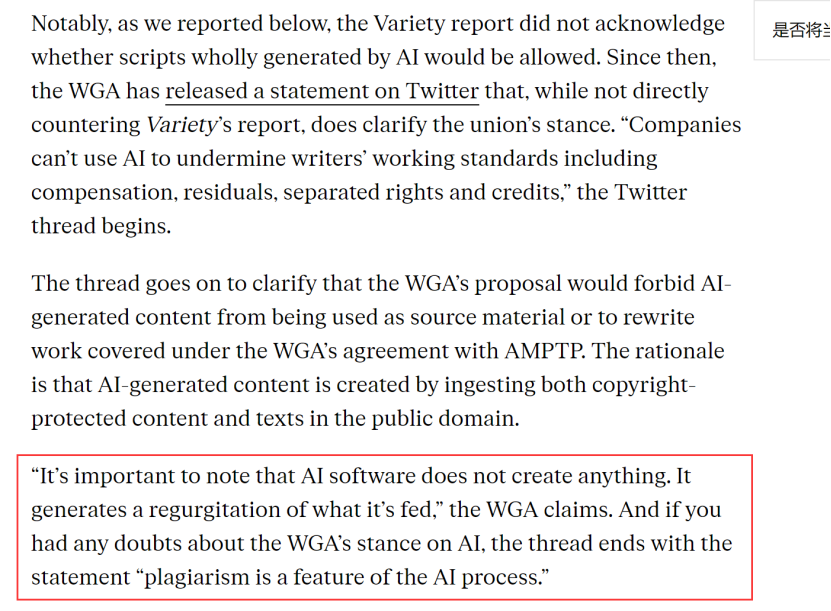 Notably, as we reported below, the Variety report did not acknowledge
whether scripts wholly generated by AI would be allowed. Since then,
the WGA has released a statement on Twitter that, while not directly
countering Variety’s report, does clarify the union’s stance. “Companies
can’t use AI to undermine writers’ working standards including
compensation, residuals, separated rights and credits,” the Twitter
thread begins.
The thread goes on to clarify that the WGA’s proposal would forbid AI-
generated content from being used as source material or to rewrite
work covered under the WGA’s agreement with AMPTP. The rationale
is that AI-generated content is created by ingesting both copyright-
protected content and texts in the public domain.
“It’s important to note that AI software does not create anything. It
generates a regurgitation of what it’s fed,” the WGA claims. And if you
had any doubts about the WGA’s stance on AI, the thread ends with the
statement “plagiarism is a feature of the AI process.”
是否将